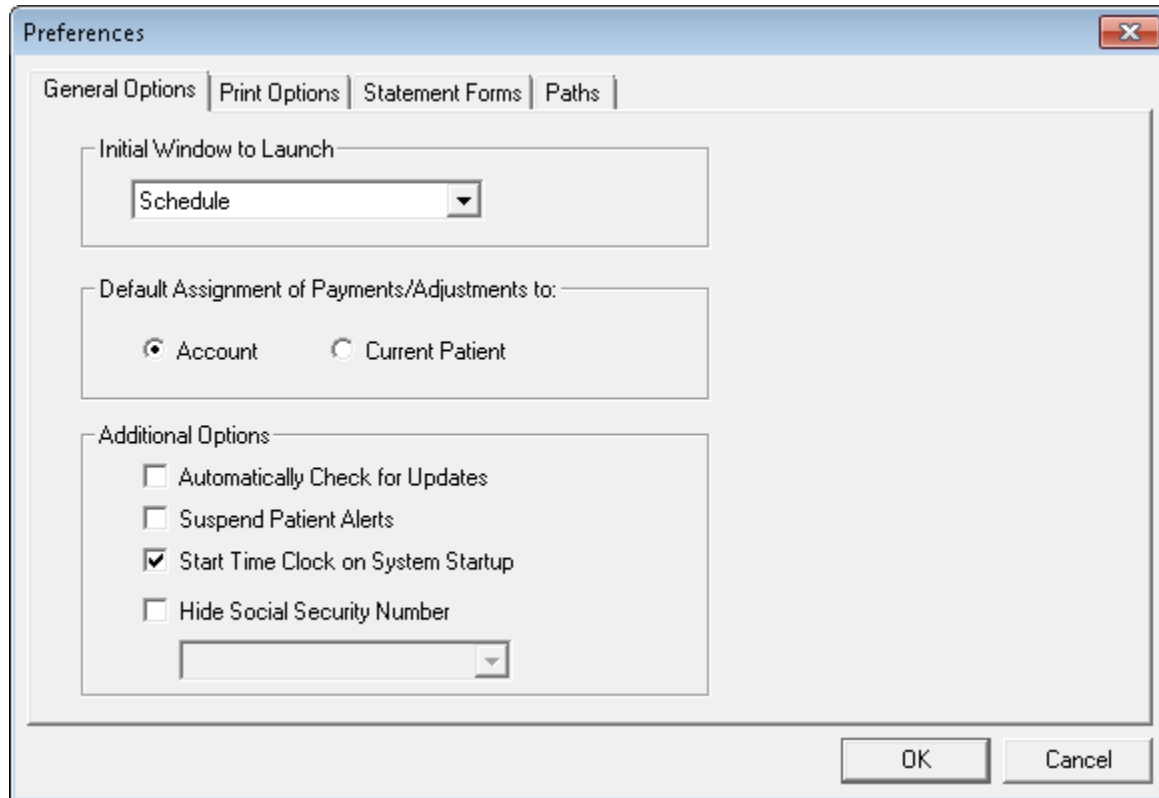 Preferences
General Options Print Options Statement Forms Paths
Initial Window to Launch
Schedule
Default Assignment of Payments/Adjustments to:
Account Current Patient
Additional Options
Automatically Check for Updates
Suspend Patient Alerts
Start Time Clock on System Startup
Hide Social Security Number
OK Cancel